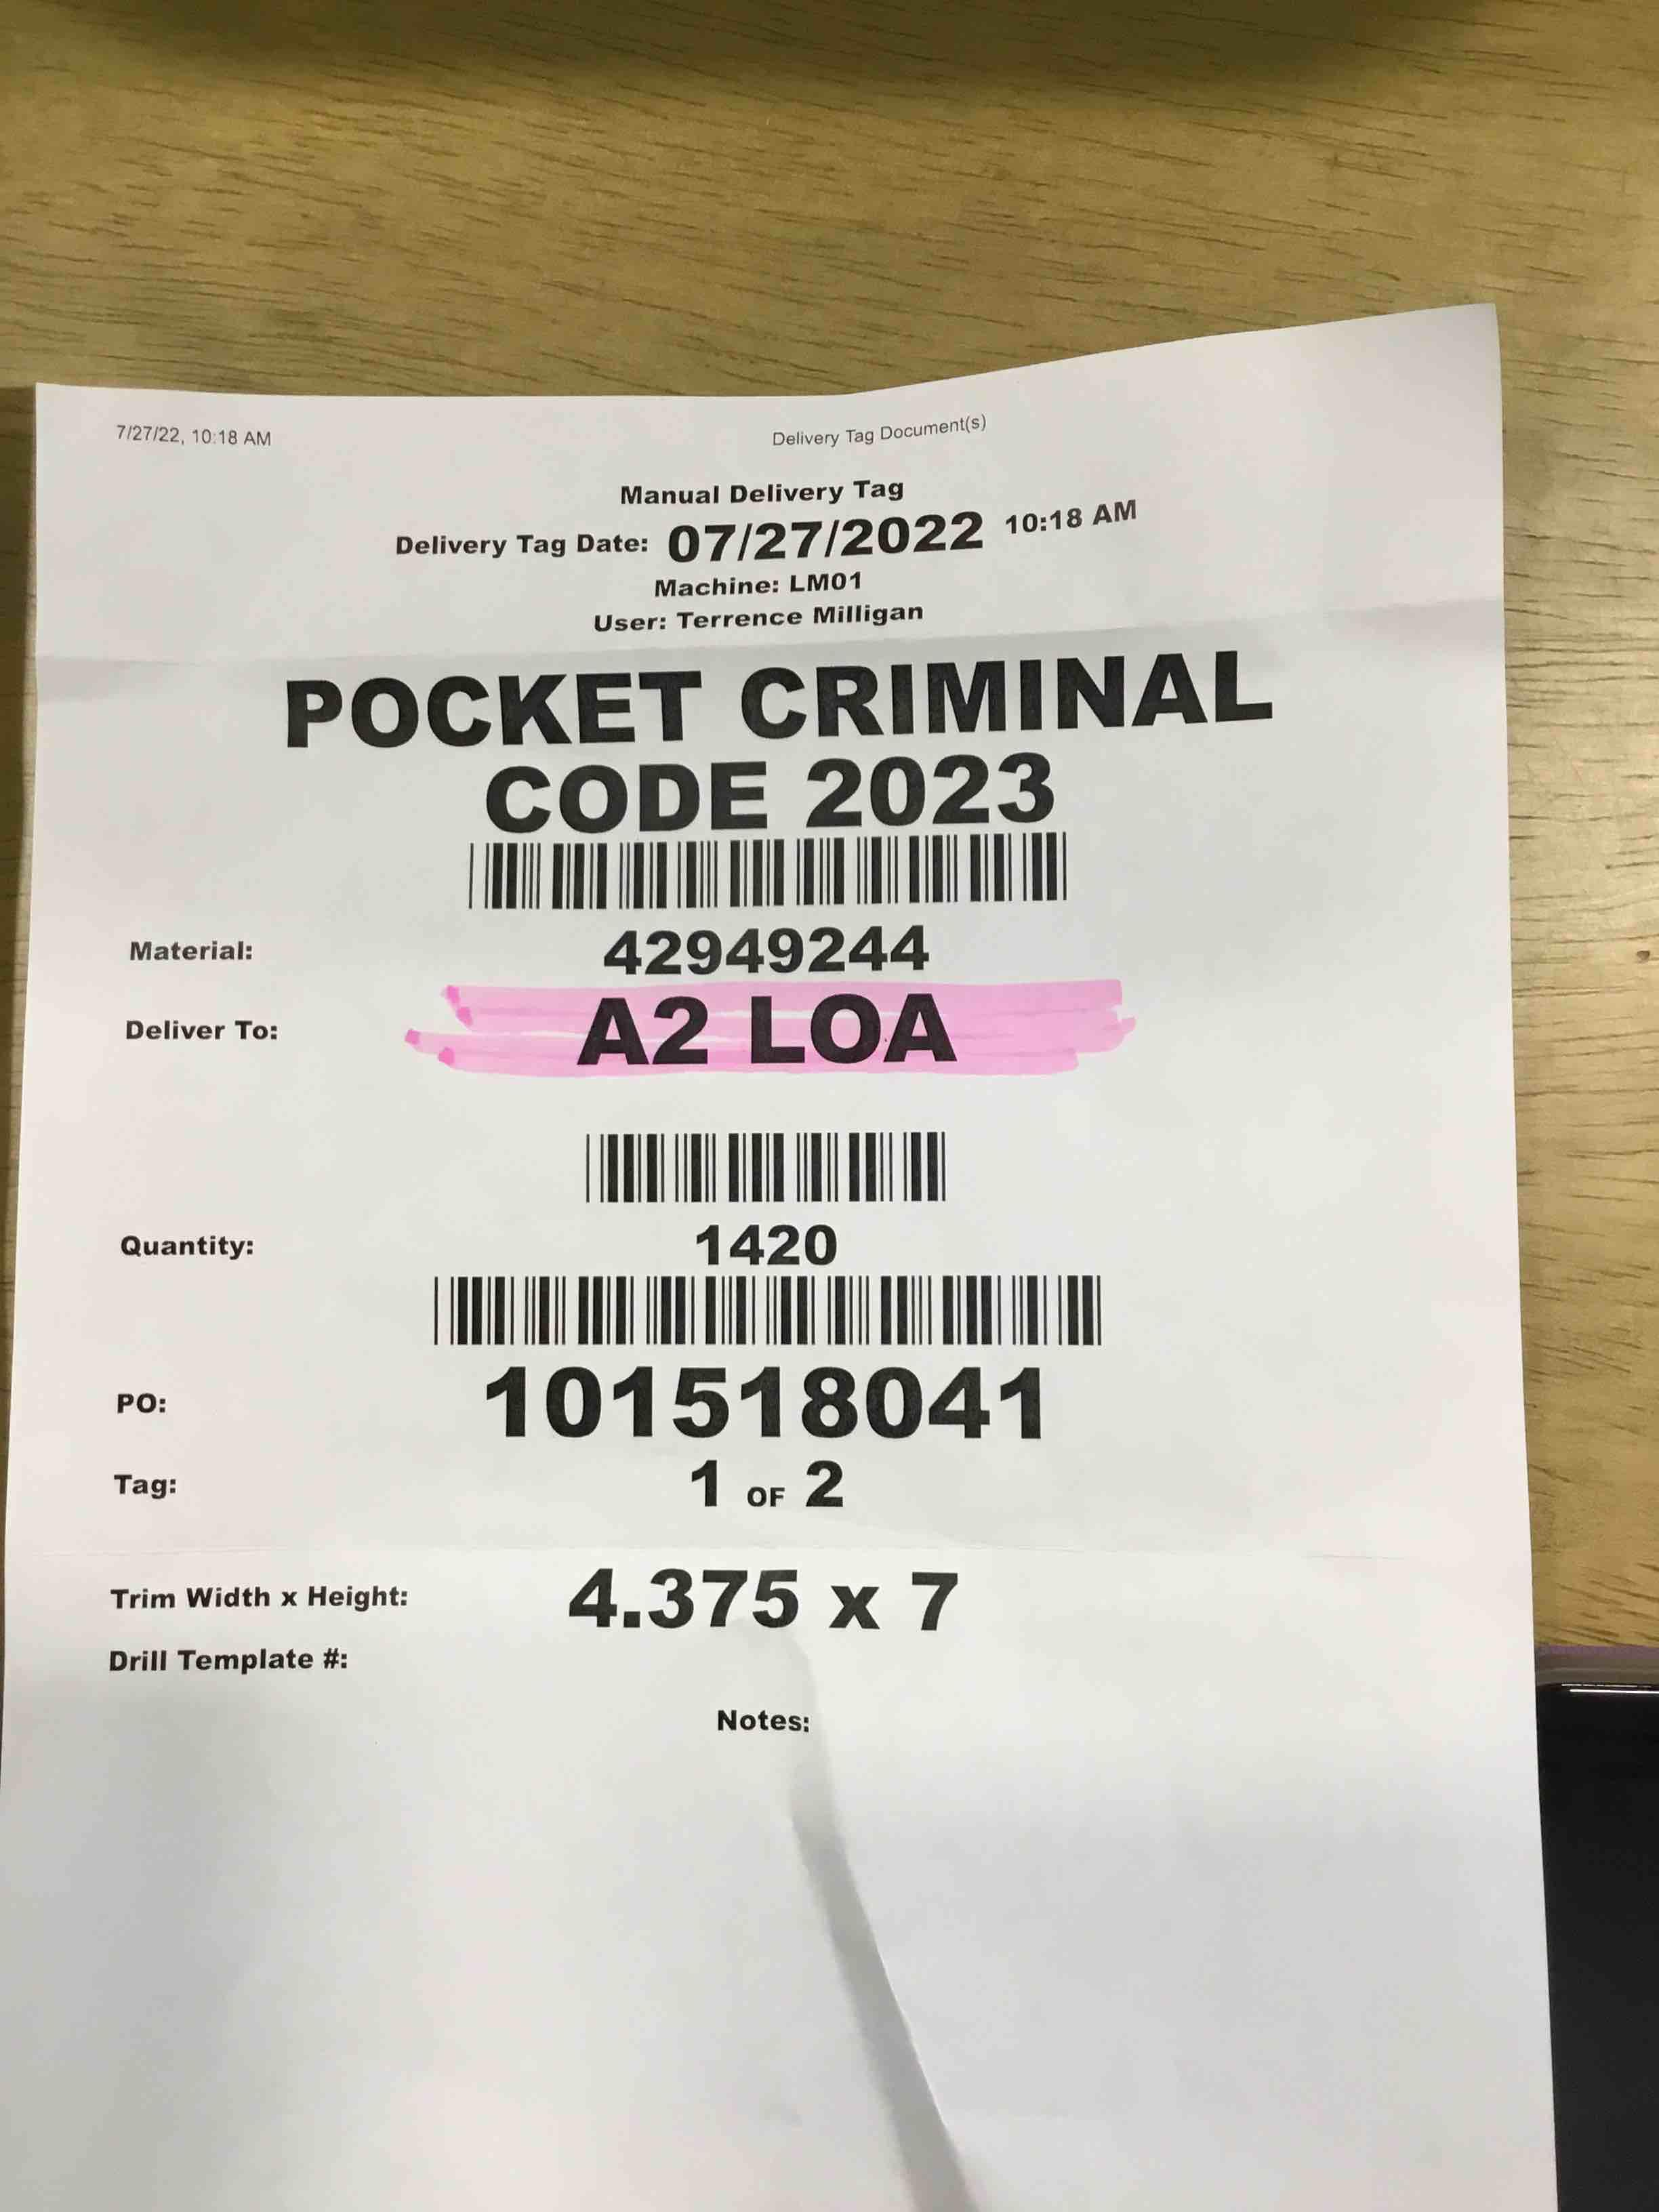 7/27/22, 10:18 AM Delivery Tag Document(s)
Manual Delivery Tag
Delivery Tag Date: 07/27/2022 10:18 AM
Machine: LM01
User: Terrence Milligan
POCKET CRIMINAL
CODE 2023
Material: 42949244
Deliver To: A2 LOA
Quantity: 1420
PO: 101518041
Tag: 1 OF 2
Trim Width x Height: 4.375 x 7
Drill Template #:
Notes: